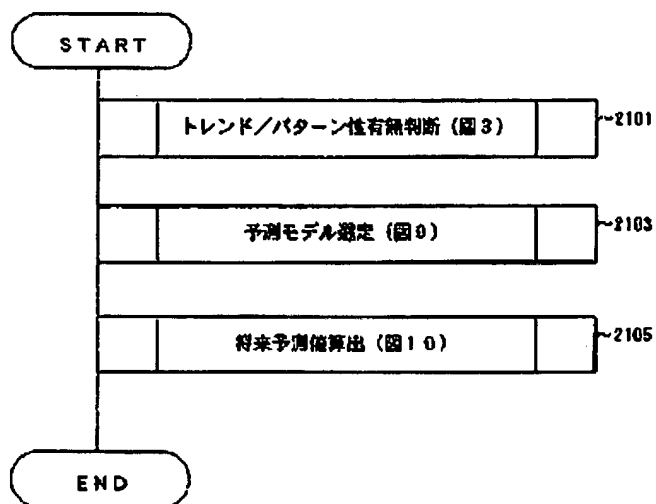 START
トレンド/パターン性有無判断(図3)
~2101
予測モデル選定(図9)
~2103
将来予測値算出(図10)
~2105
END